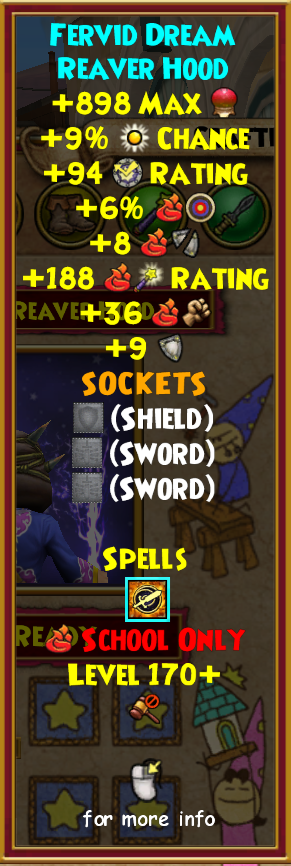 Fervid Dream
Reaver Hood
+898 Max
+9% Chance
+94 Rating
+6%
+8
+188 Rating
+36
+9
Sockets
(Shield)
(Sword)
(Sword)
Spells
School Only
Level 170+
for more info